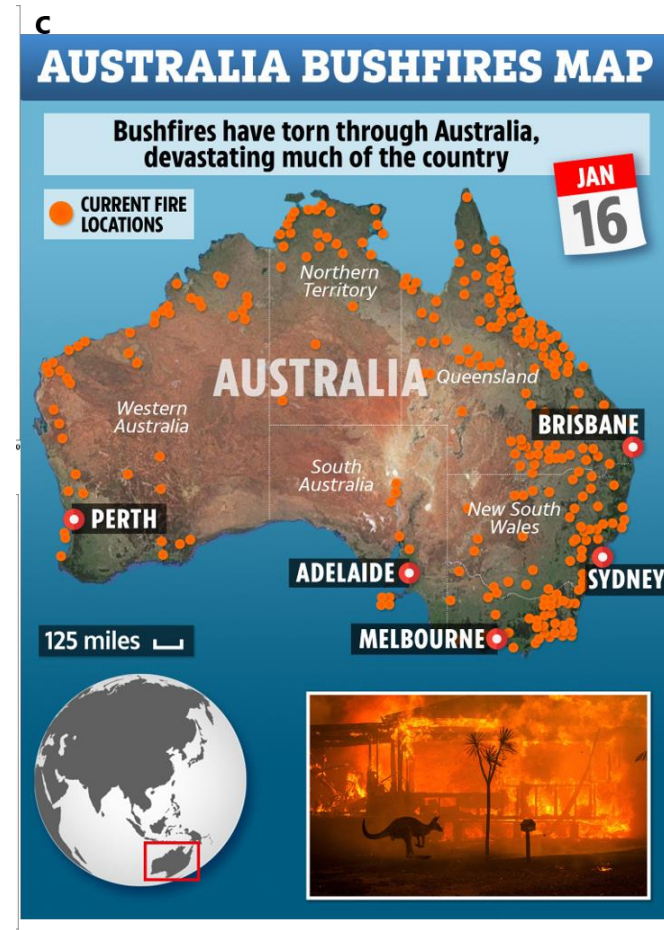 C
AUSTRALIA BUSHFIRES MAP
Bushfires have torn through Australia,
devastating much of the country
JAN
16
CURRENT FIRE
LOCATIONS
Northern
Territory
AUSTRALIA
Queensland
Western
Australia
BRISBANE
South
Australia
New South
Wales
PERTH
ADELAIDE
SYDNEY
MELBOURNE
125 miles